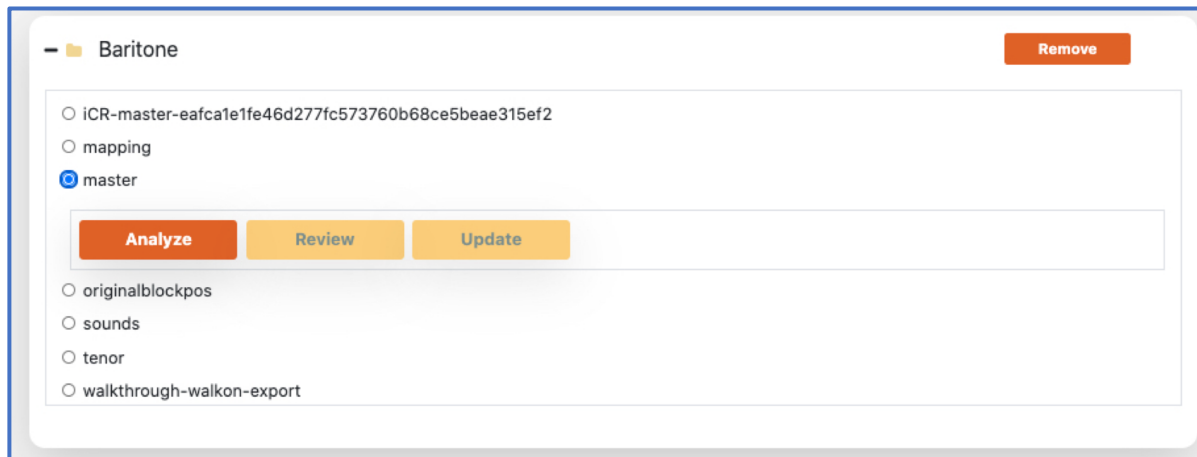 Baritone Remove
iCR-master-eafca1e1fe46d277fc573760b68ce5beae315ef2
mapping
master
Analyze Review Update
originalblockpos
sounds
tenor
walkthrough-walkon-export